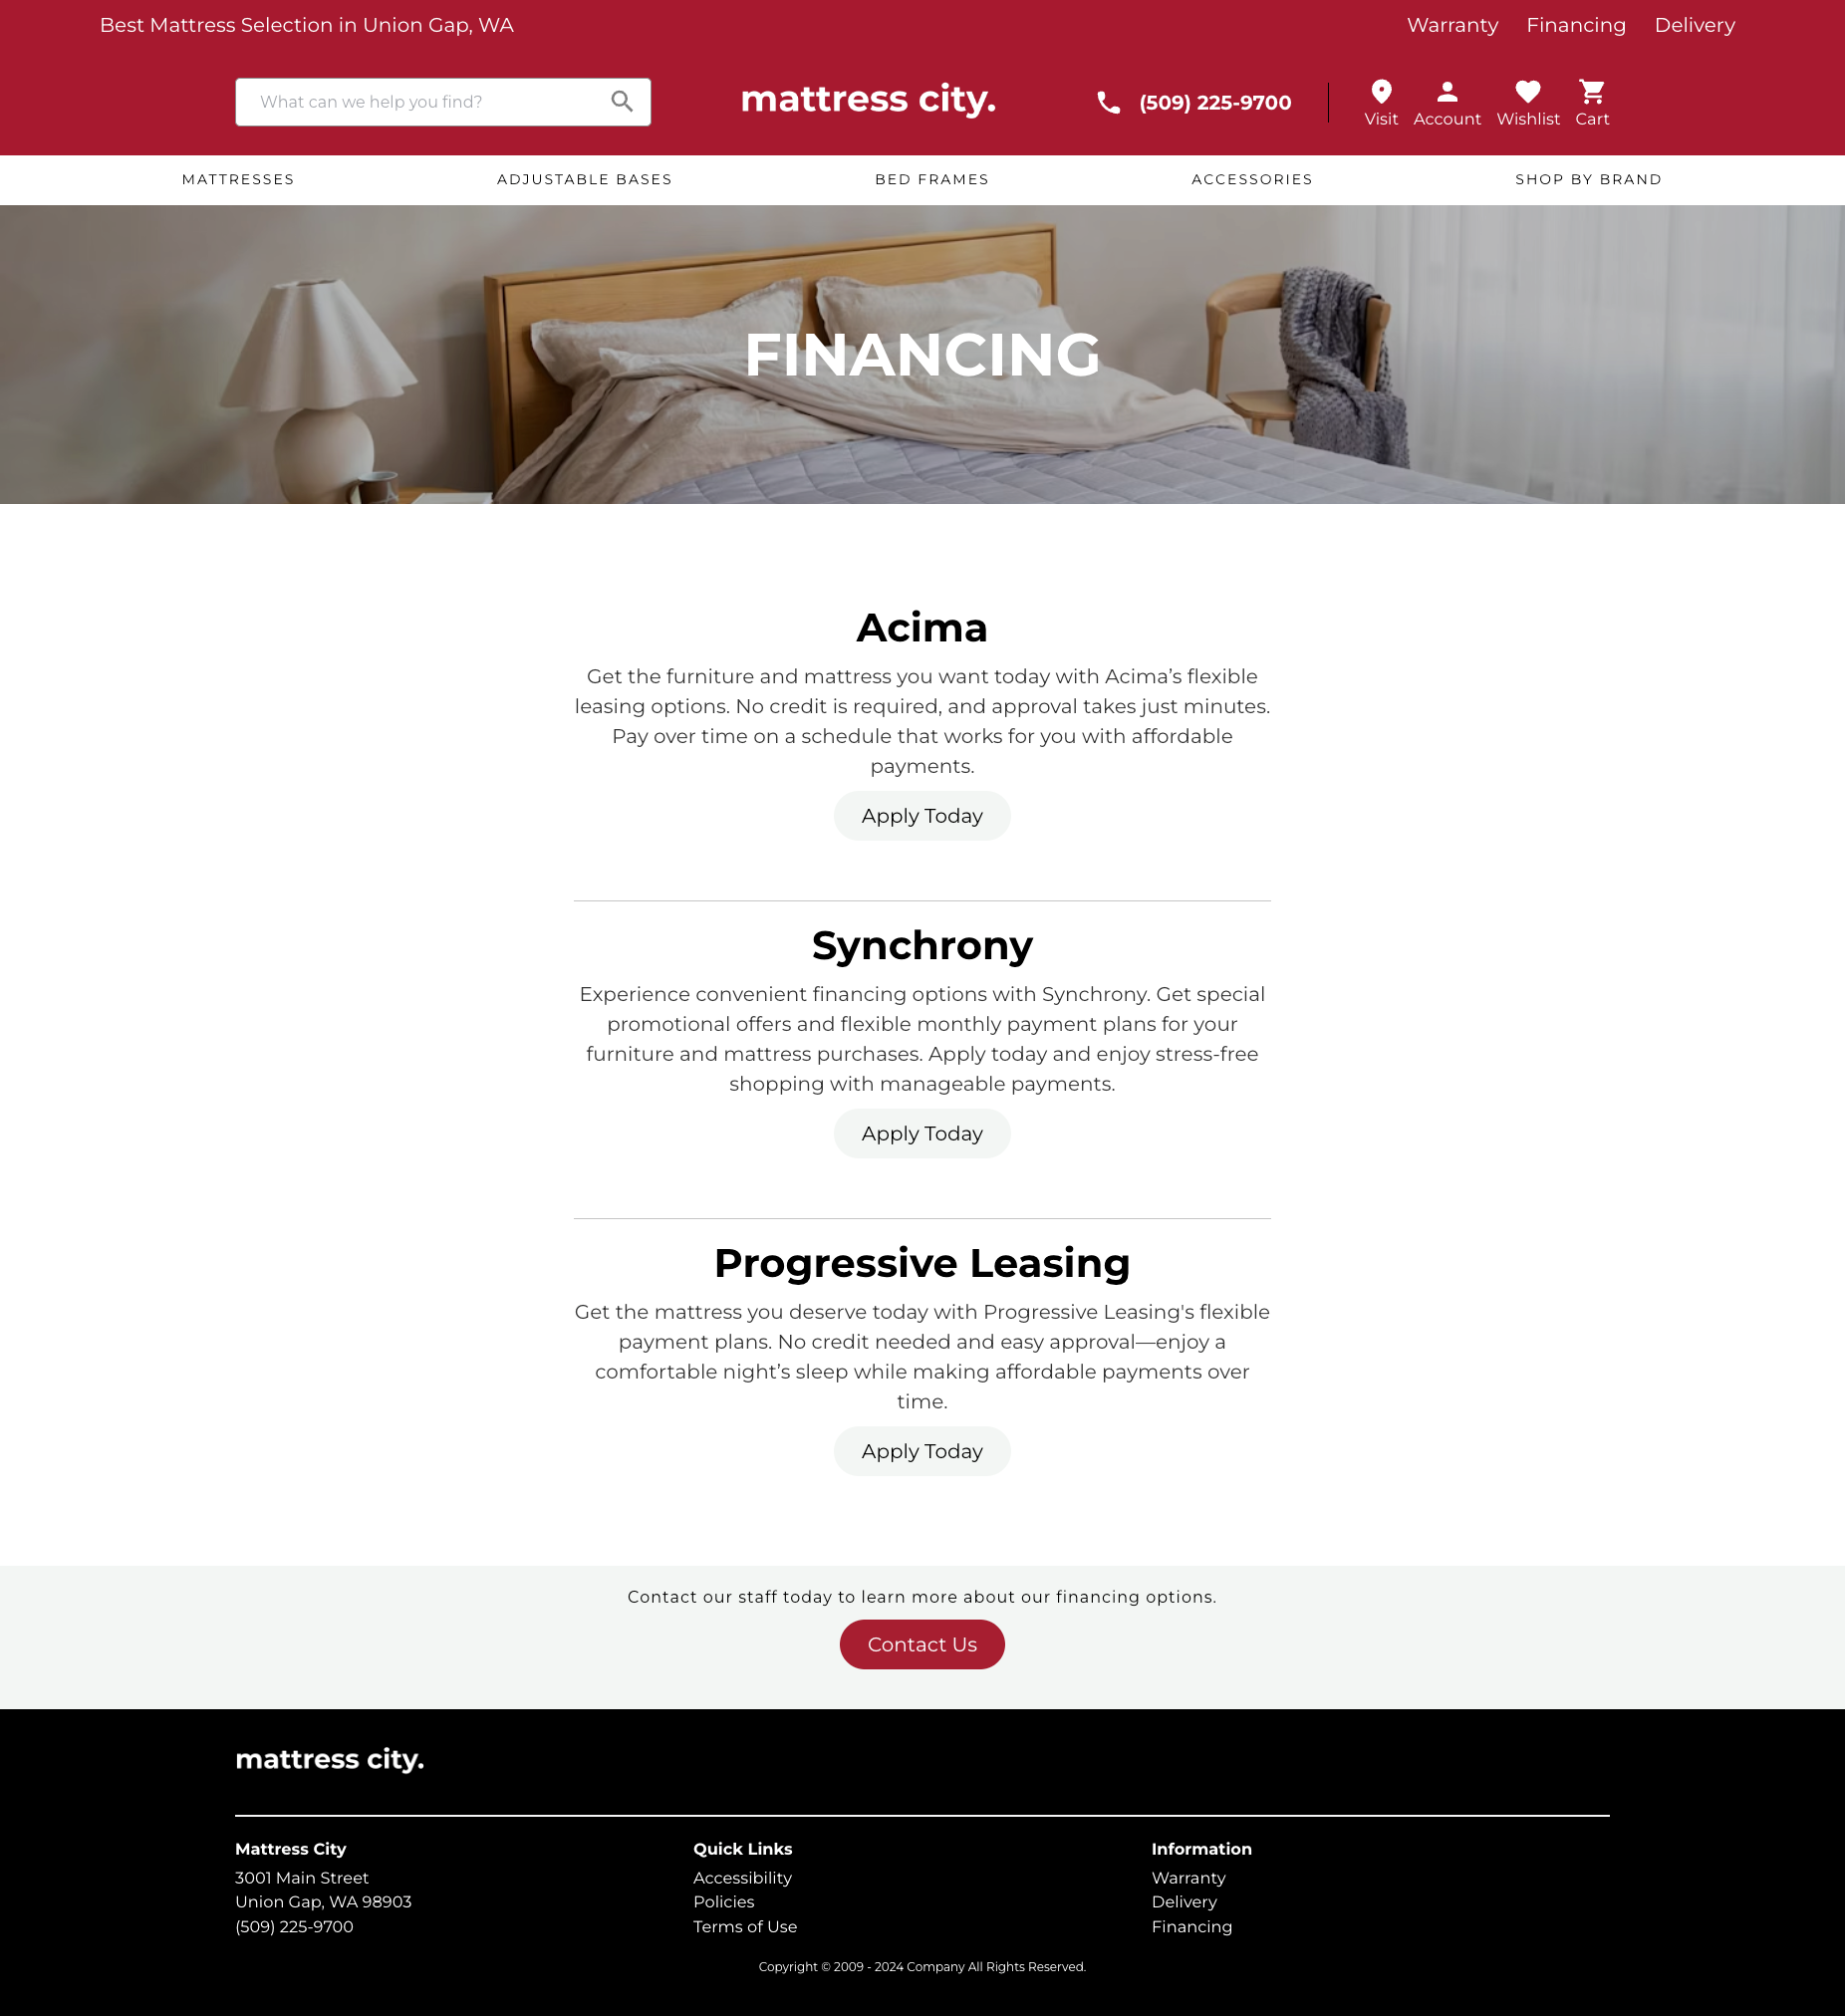 Best Mattress Selection in Union Gap, WA
Warranty Financing Delivery
What can we help you find?
mattress city.
(509) 225-9700
Visit Account Wishlist Cart
MATTRESSES ADJUSTABLE BASES BED FRAMES ACCESSORIES SHOP BY BRAND
FINANCING
Acima
Get the furniture and mattress you want today with Acima’s flexible
leasing options. No credit is required, and approval takes just minutes.
Pay over time on a schedule that works for you with affordable
payments.
Apply Today
Synchrony
Experience convenient financing options with Synchrony. Get special
promotional offers and flexible monthly payment plans for your
furniture and mattress purchases. Apply today and enjoy stress-free
shopping with manageable payments.
Apply Today
Progressive Leasing
Get the mattress you deserve today with Progressive Leasing's flexible
payment plans. No credit needed and easy approval—enjoy a
comfortable night’s sleep while making affordable payments over
time.
Apply Today
Contact our staff today to learn more about our financing options.
Contact Us
mattress city.
Mattress City
3001 Main Street
Union Gap, WA 98903
(509) 225-9700
Quick Links
Accessibility
Policies
Terms of Use
Information
Warranty
Delivery
Financing
Copyright © 2009 - 2024 Company All Rights Reserved.